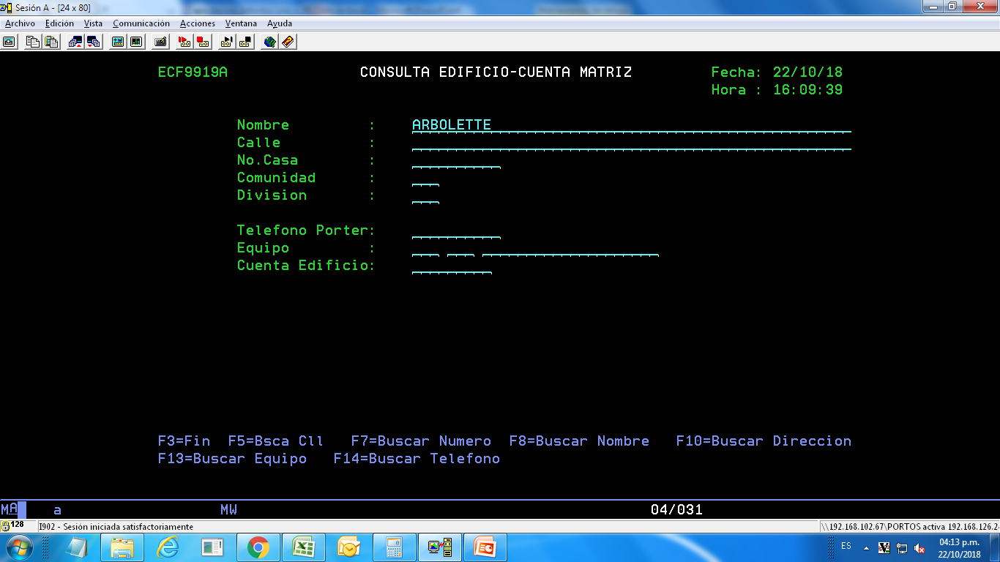 Sesión A - [24 x 80]
Archivo Edición Vista Comunicación Acciones Ventana Ayuda
ECF9919A CONSULTA EDIFICIO-CUENTA MATRIZ Fecha: 22/10/18
Hora : 16:09:39
Nombre : ARBOLETTE
Calle :
No.Casa :
Comunidad :
Division :
Telefono Porter:
Equipo :
Cuenta Edificio:
F3=Fin F5=Bsca Cll F7=Buscar Numero F8=Buscar Nombre F10=Buscar Direccion
F13=Buscar Equipo F14=Buscar Telefono
MA a MW 04/031
128 I902 - Sesión iniciada satisfactoriamente \\192.168.102.67\PORTOS activa 192.168.126.2
ES 04:13 p.m.
22/10/2018